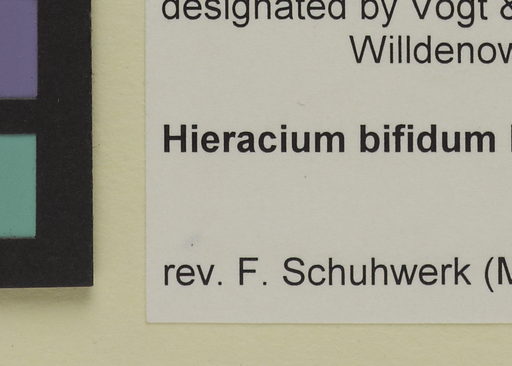 designated by Vogt &
Willdenow
Hieracium bifidum
rev. F. Schuhwerk (M